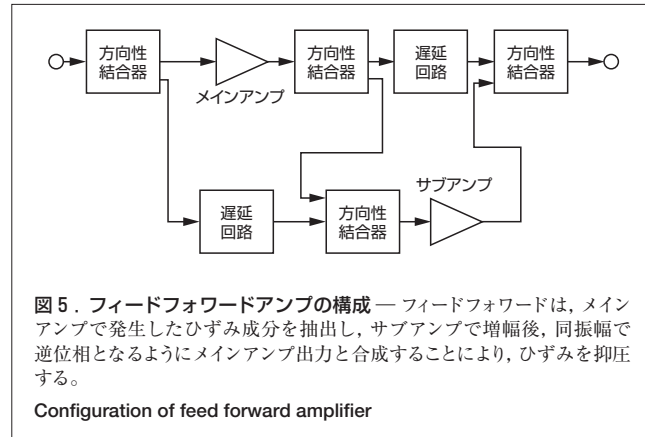 方向性
結合器
メインアンプ
方向性
結合器
遅延
回路
方向性
結合器
遅延
回路
方向性
結合器
サブアンプ
図5．フィードフォワードアンプの構成 ― フィードフォワードは，メイン
アンプで発生したひずみ成分を抽出し，サブアンプで増幅後，同振幅で
逆位相となるようにメインアンプ出力と合成することにより，ひずみを抑圧
する。
Configuration of feed forward amplifier